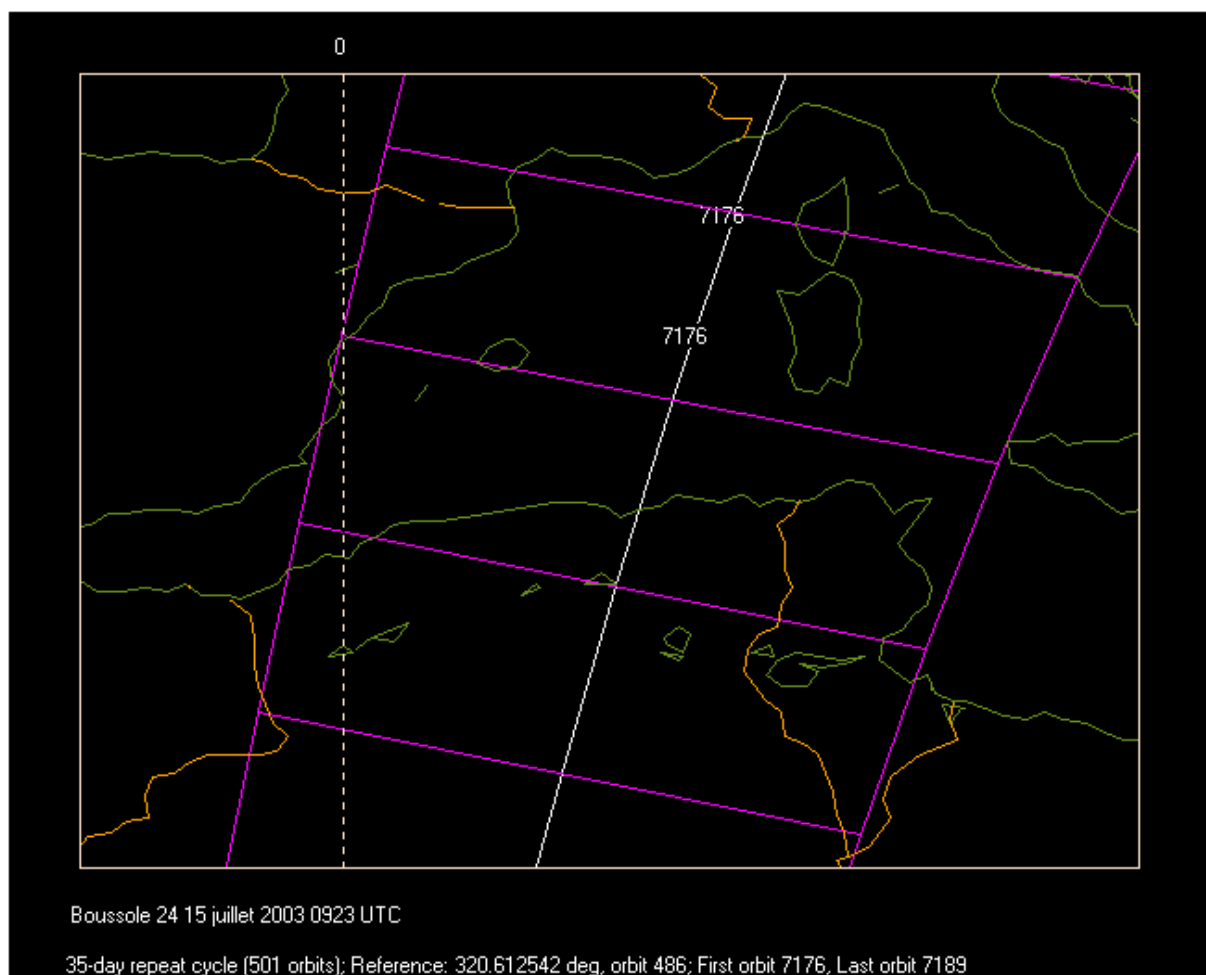 0
7176
7176
Boussole 24 15 juillet 2003 0923 UTC
35-day repeat cycle (501 orbits); Reference: 320.612542 deg, orbit 486; First orbit 7176, Last orbit 7189